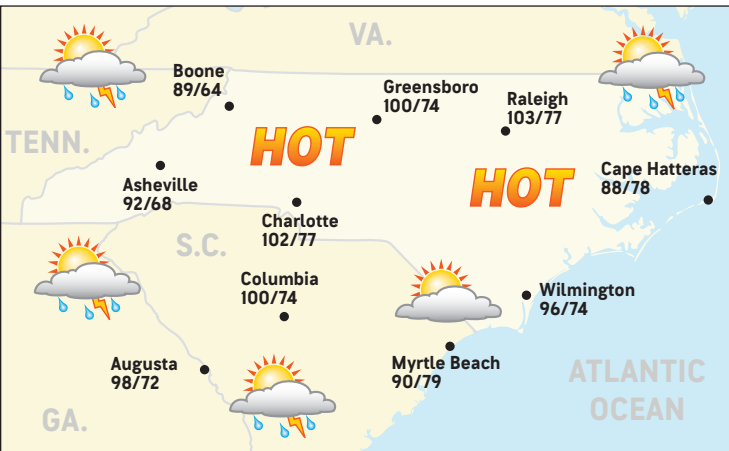 VA.
Boone
89/64
Greensboro
100/74
Raleigh
103/77
TENN.
HOT
HOT
Cape Hatteras
88/78
Asheville
92/68
Charlotte
102/77
S.C.
Columbia
100/74
Wilmington
96/74
Augusta
98/72
Myrtle Beach
90/79
ATLANTIC
OCEAN
GA.